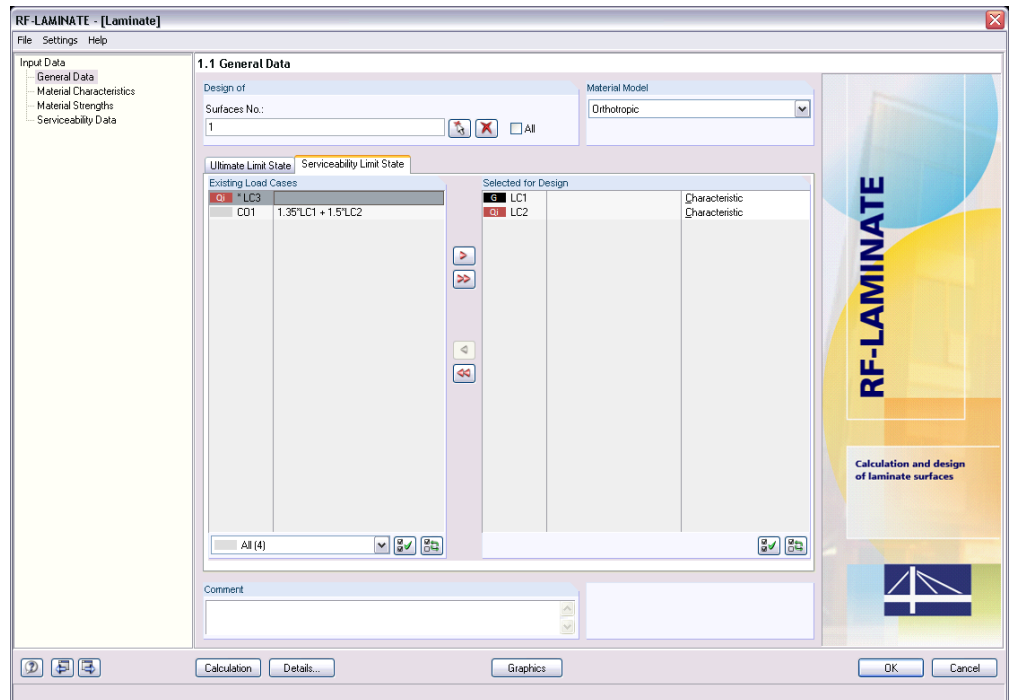 RF-LAMINATE - [Laminate]
File Settings Help
Input Data
General Data
Material Characteristics
Material Strengths
Serviceability Data
1.1 General Data
Design of
Surfaces No.:
1
All
Material Model
Orthotropic
Ultimate Limit State
Serviceability Limit State
Existing Load Cases
Qi * LC3
CO1 1.35*LC1 + 1.5*LC2
All (4)
>
>>
<
<<
Selected for Design
G LC1 Characteristic
Qi LC2 Characteristic
Comment
RF-LAMINATE
Calculation and design
of laminate surfaces
Calculation
Details...
Graphics
OK
Cancel